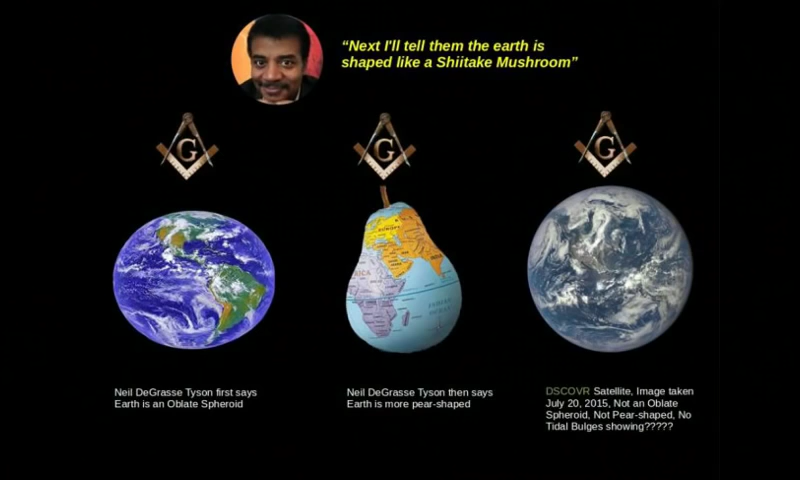 “Next I'll tell them the earth is
shaped like a Shiitake Mushroom”
G
G
G
EUROPE
INDIA
Neil DeGrasse Tyson first says
Earth is an Oblate Spheroid
Neil DeGrasse Tyson then says
Earth is more pear-shaped
DSCOVR Satellite, Image taken
July 20, 2015, Not an Oblate
Spheroid, Not Pear-shaped, No
Tidal Bulges showing?????